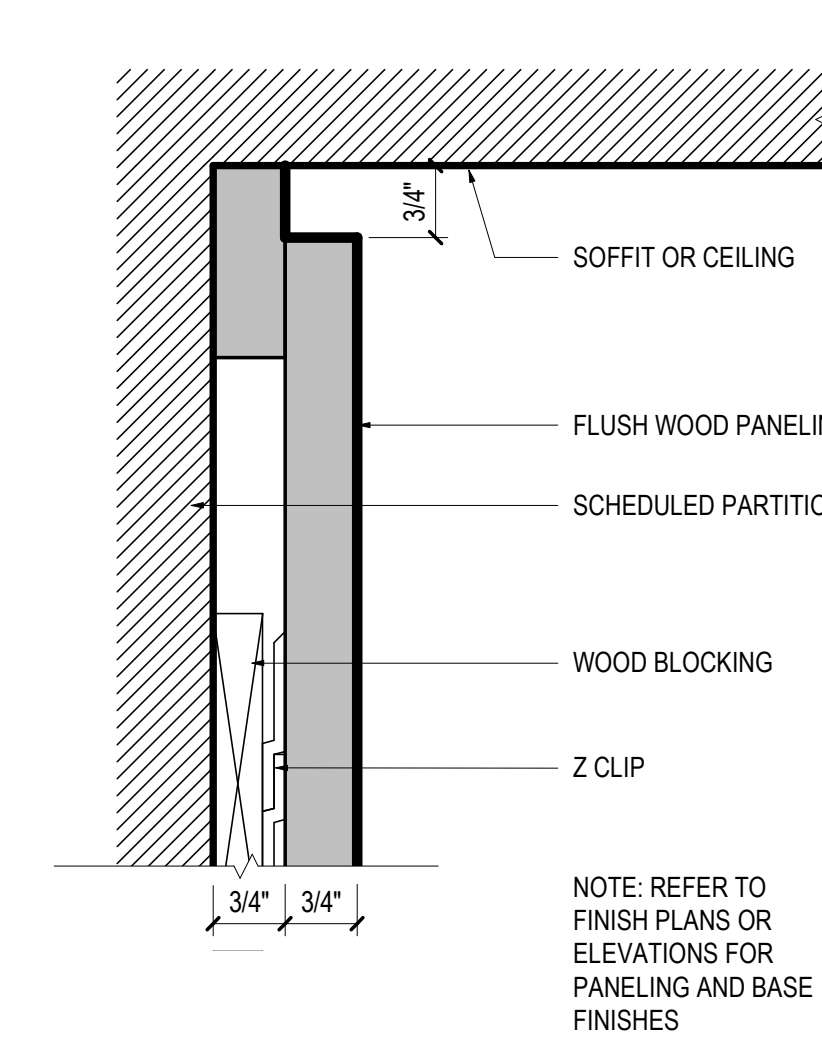 3/4"
SOFFIT OR CEILING
FLUSH WOOD PANELIN
SCHEDULED PARTITIO
WOOD BLOCKING
Z CLIP
3/4" 3/4"
NOTE: REFER TO
FINISH PLANS OR
ELEVATIONS FOR
PANELING AND BASE
FINISHES